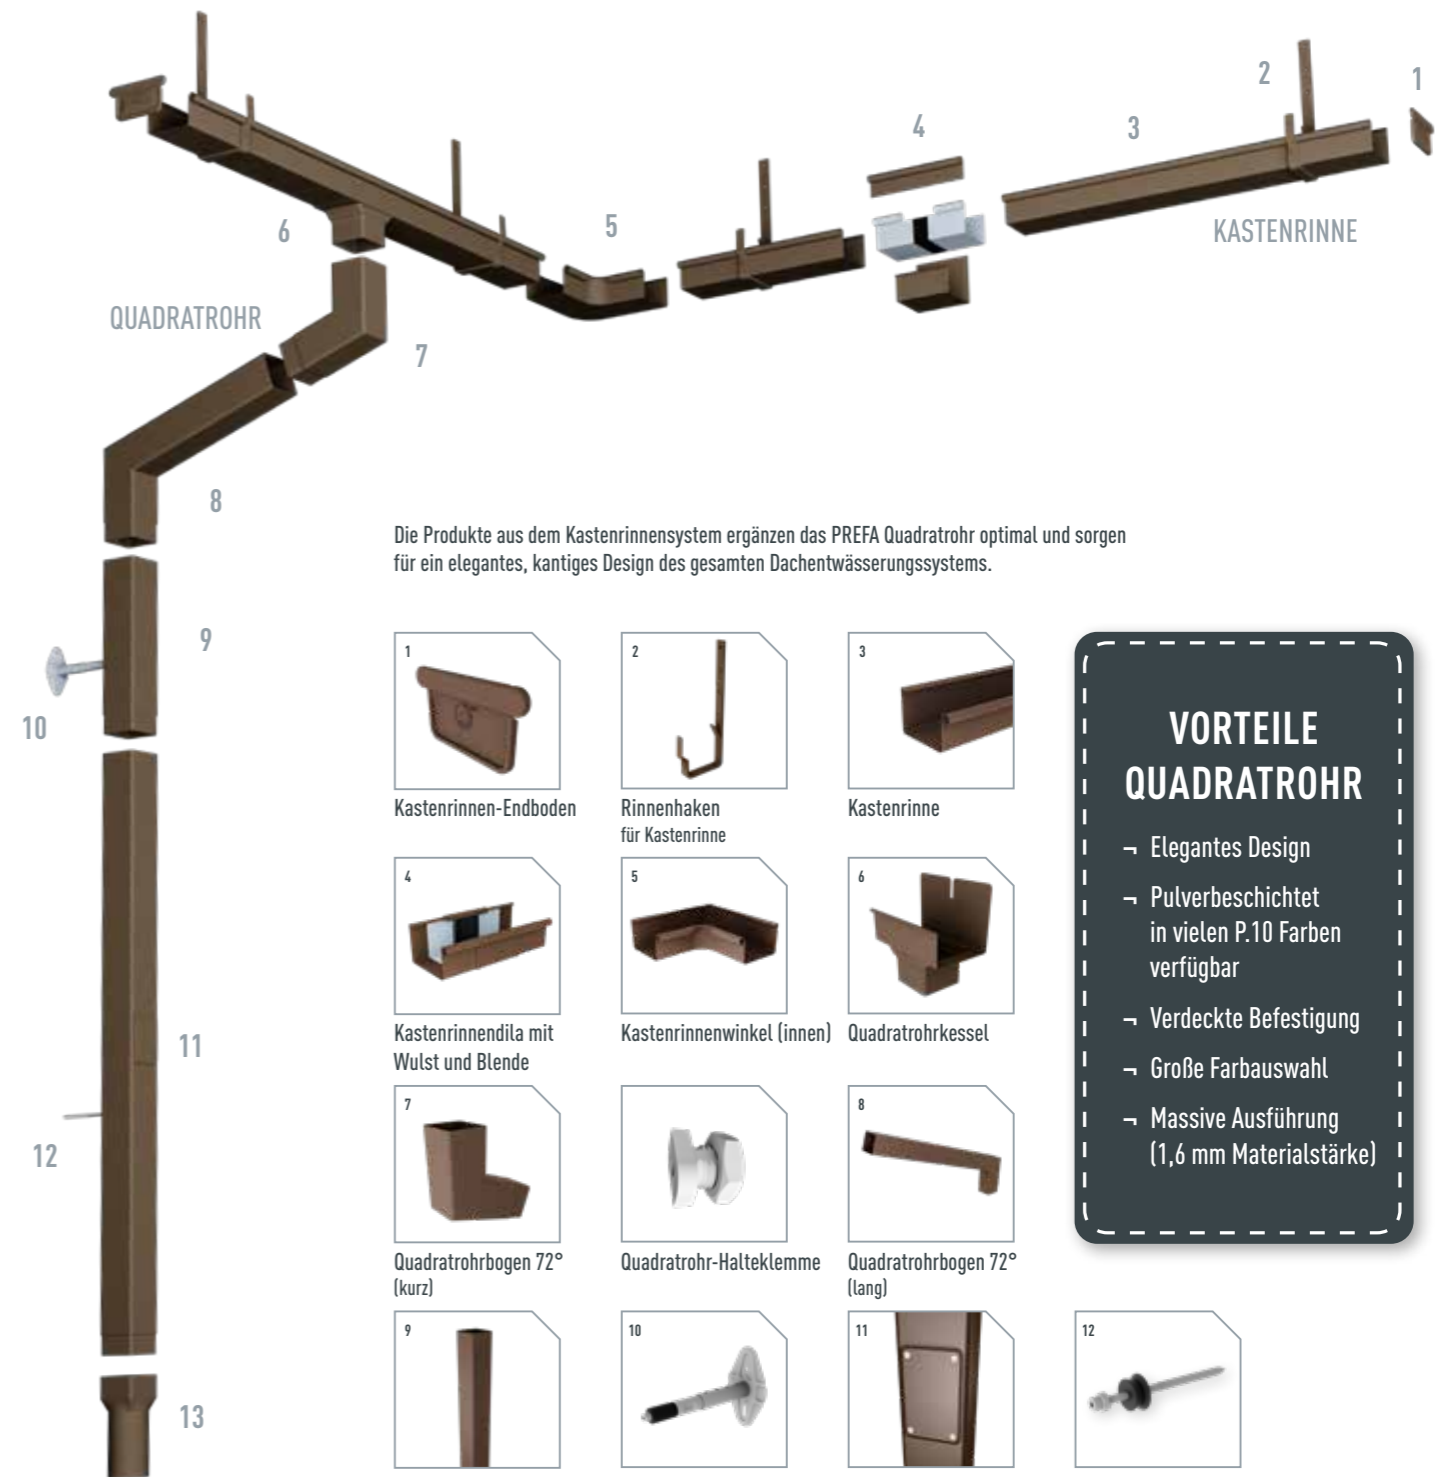 2
1
4
3
6
5
KASTENRINNE
QUADRATROHR
7
8
Die Produkte aus dem Kastenrinnensystem ergänzen das PREFA Quadratrohr optimal und sorgen
für ein elegantes, kantiges Design des gesamten Dachentwässerungssystems.
9
10
11
12
13
1
Kastenrinnen-Endboden
2
Rinnenhaken
für Kastenrinne
3
Kastenrinne
4
Kastenrinnendila mit
Wulst und Blende
5
Kastenrinnenwinkel (innen)
6
Quadratrohrkessel
7
Quadratrohrbogen 72°
(kurz)
Quadratrohr-Halteklemme
8
Quadratrohrbogen 72°
(lang)
9
10
11
12
VORTEILE
QUADRATROHR
¬ Elegantes Design
¬ Pulverbeschichtet
in vielen P.10 Farben
verfügbar
¬ Verdeckte Befestigung
¬ Große Farbauswahl
¬ Massive Ausführung
(1,6 mm Materialstärke)